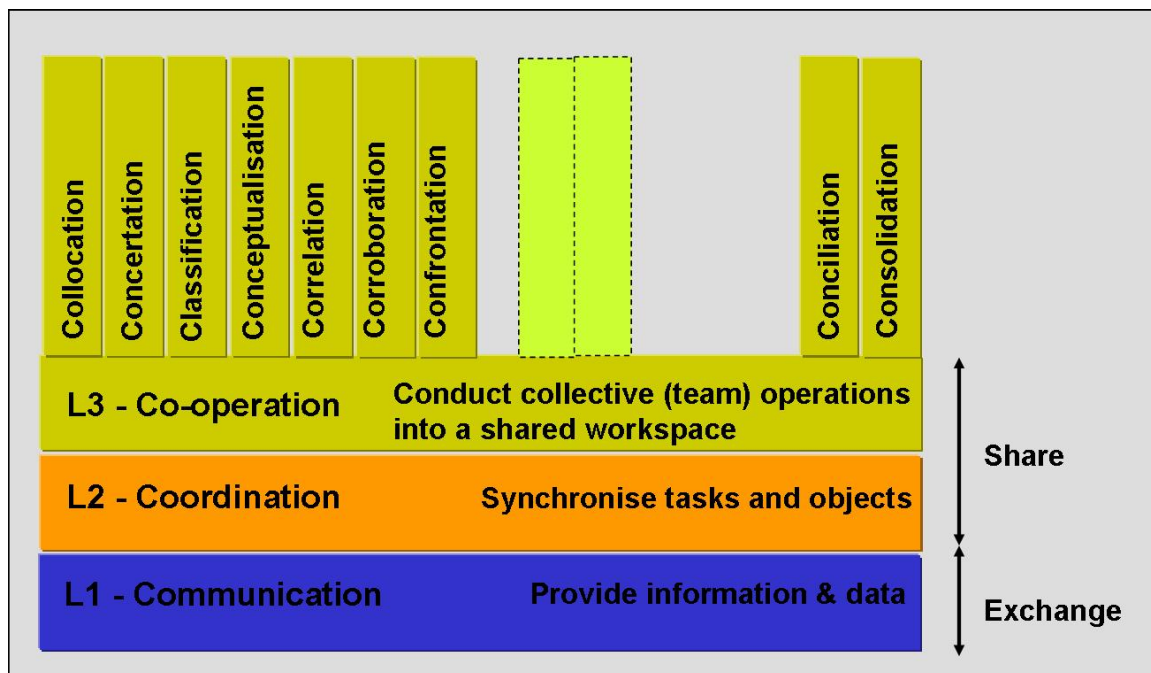 Collocation
Concertation
Classification
Conceptualisation
Correlation
Corroboration
Confrontation
Conciliation
Consolidation
L3 - Co-operation
Conduct collective (team) operations
into a shared workspace
L2 - Coordination
Synchronise tasks and objects
L1 - Communication
Provide information & data
Share
Exchange